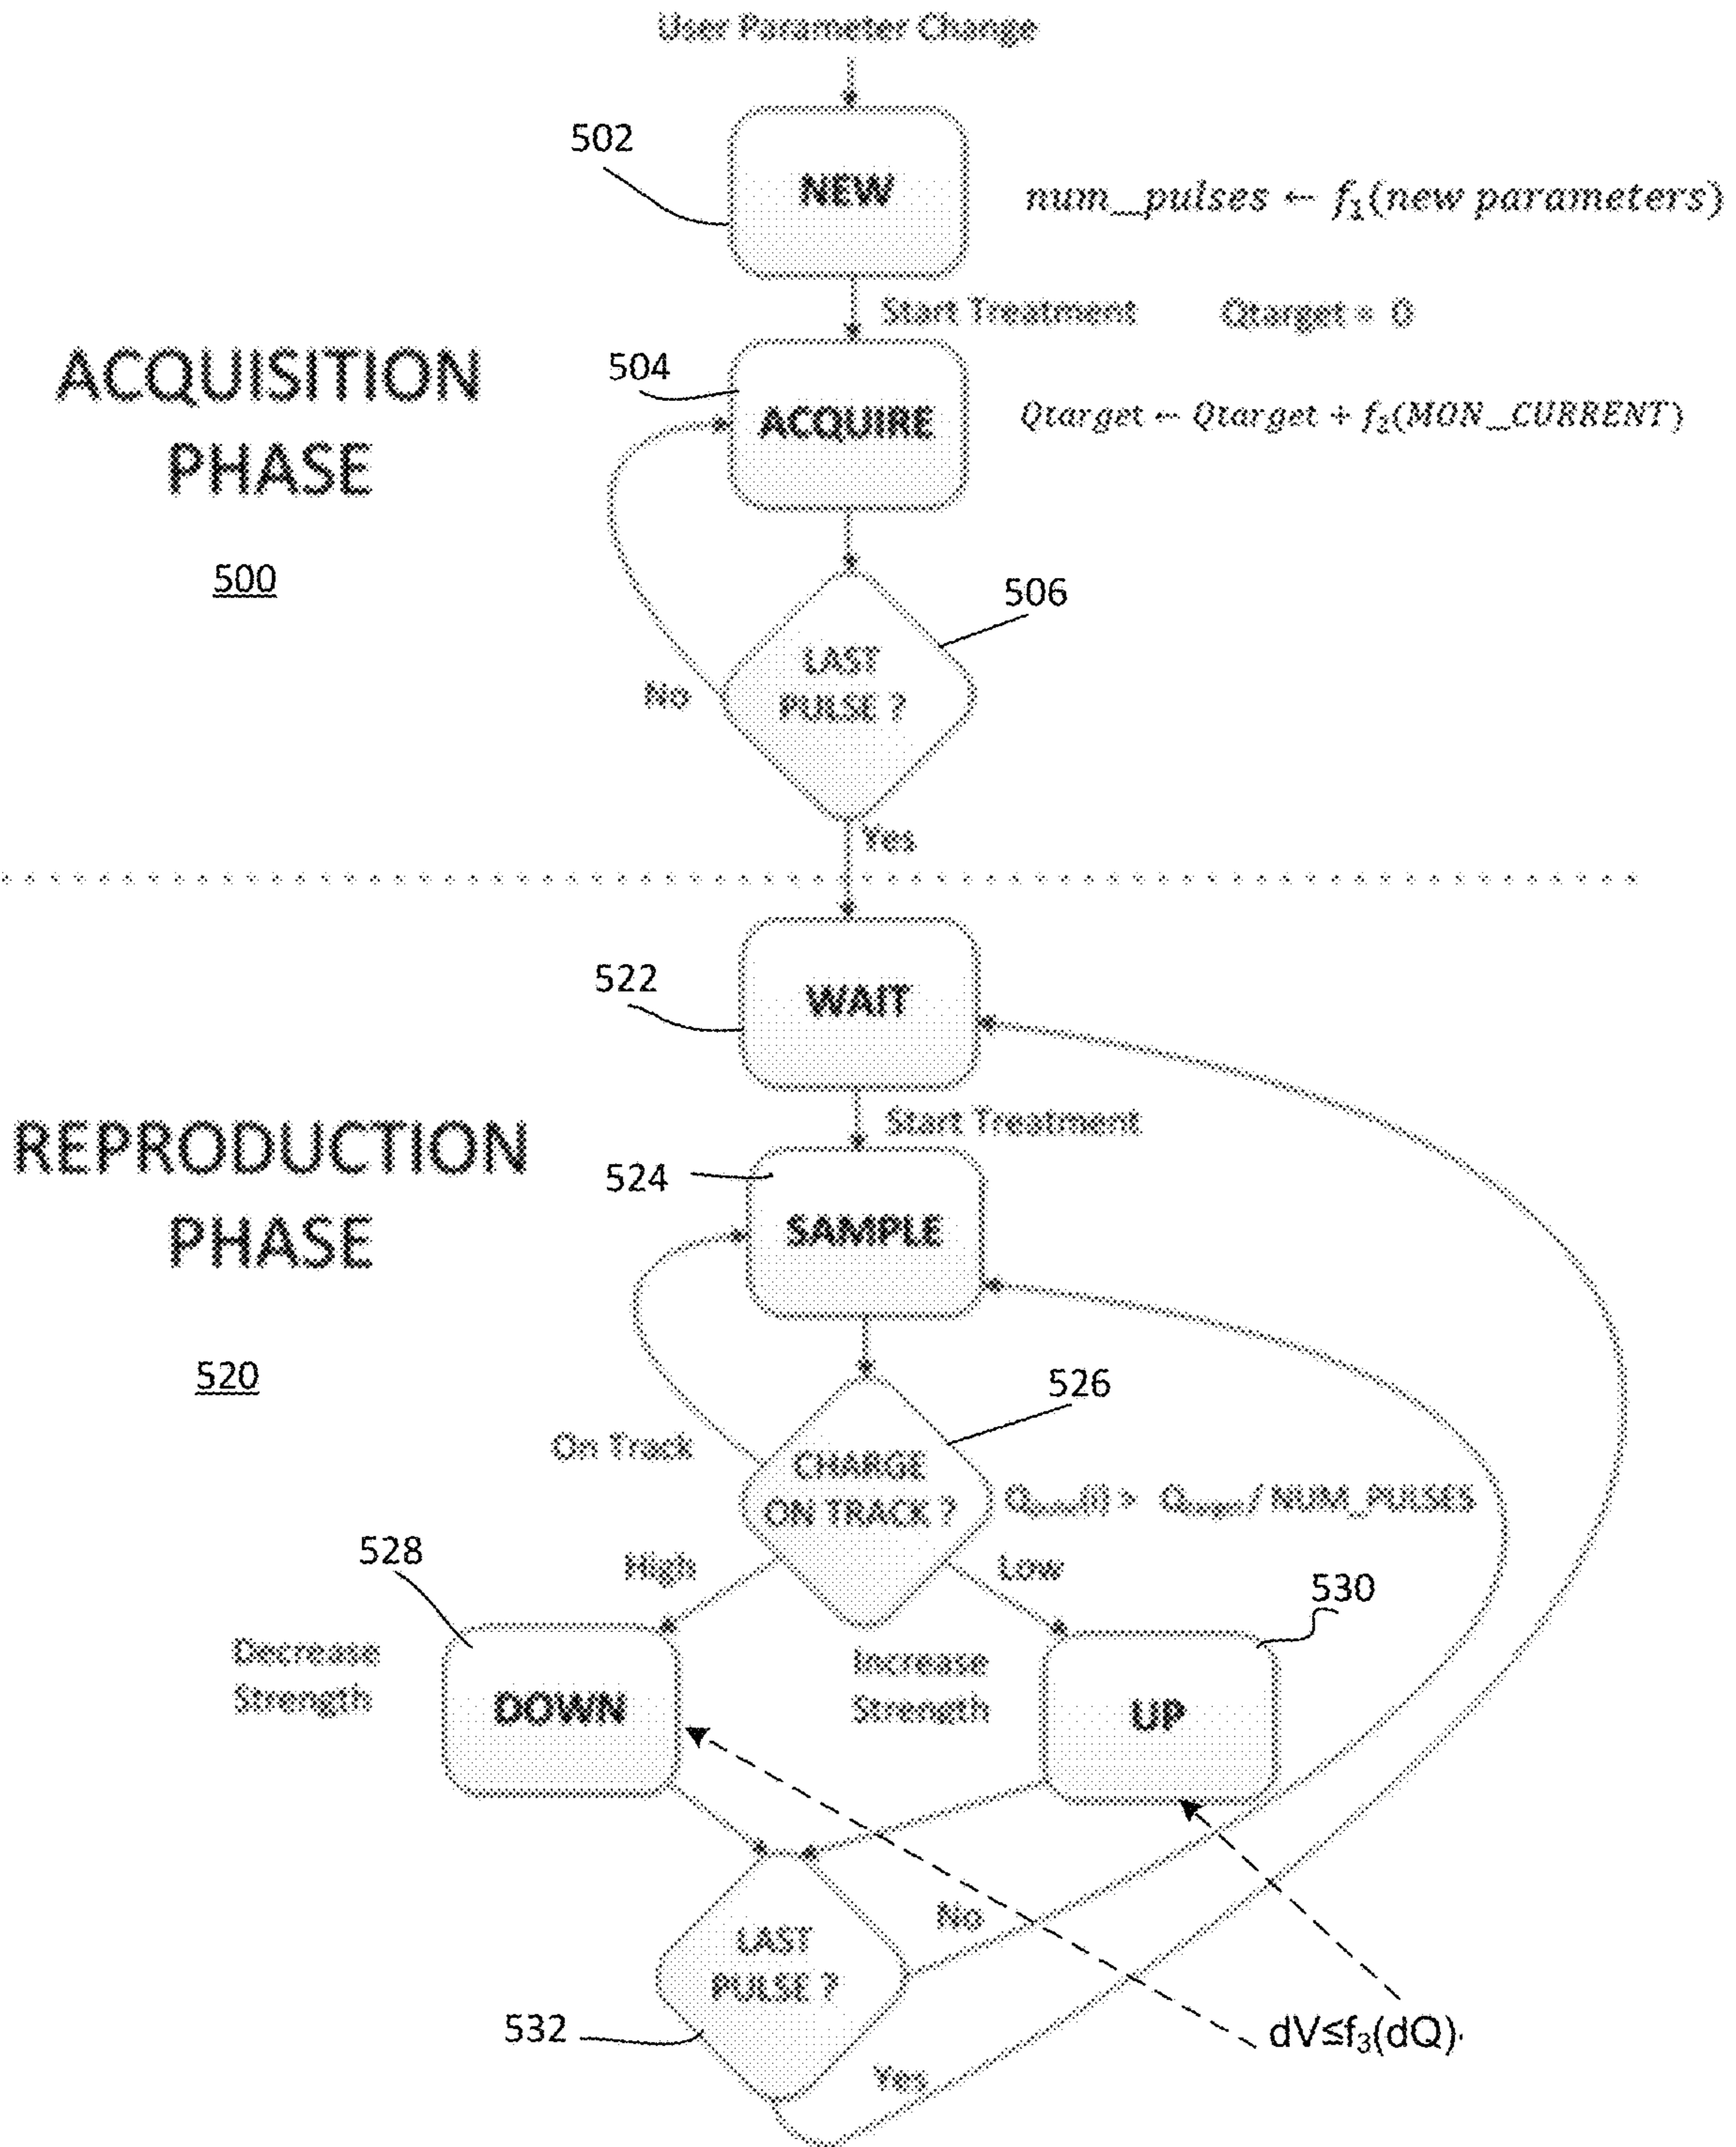 User Parameter Change
502
NEW
num_pulses ← f₁(new parameters)
Start Treatment
Qtarget = 0
ACQUISITION
PHASE
500
504
ACQUIRE
Qtarget ← Qtarget + f₂(MON_CURRENT)
506
LAST
PULSE ?
No
Yes
522
WAIT
Start Treatment
REPRODUCTION
PHASE
520
524
SAMPLE
526
On Track
CHARGE
ON TRACK ?
/ NUM_PULSES
528
High
Low
530
Decrease
Strength
DOWN
Increase
Strength
UP
No
LAST
PULSE ?
532
Yes
dV≤f₃(dQ)